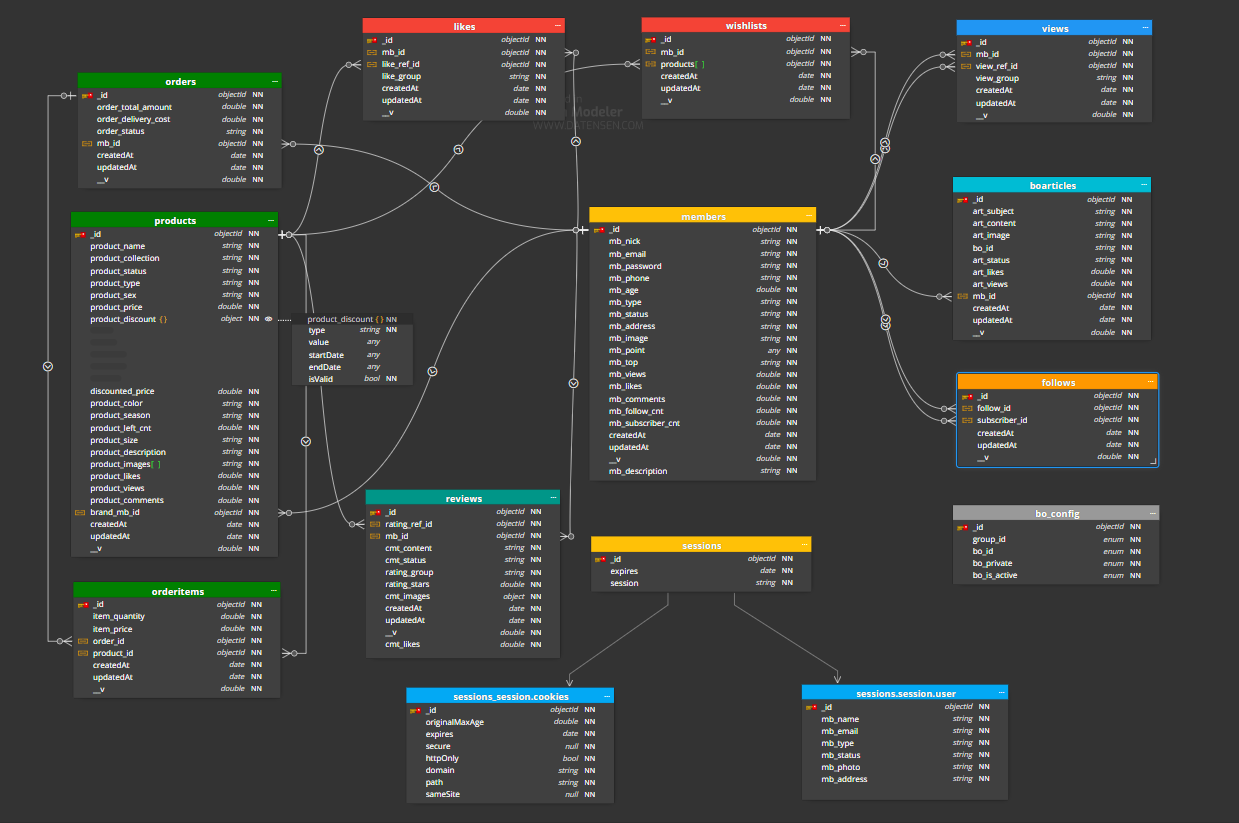 likes
_id objectId NN
mb_id objectId NN
like_ref_id objectId NN
like_group string NN
createdAt date NN
updatedAt date NN
__v double NN
wishlists
_id objectId NN
mb_id objectId NN
products[ ] objectId NN
createdAt date NN
updatedAt date NN
__v double NN
views
_id objectId NN
mb_id objectId NN
view_ref_id objectId NN
view_group string NN
createdAt date NN
updatedAt date NN
__v double NN
Modeler
WWW.DATENSEN.COM
orders
_id objectId NN
order_total_amount double NN
order_delivery_cost double NN
order_status string NN
mb_id objectId NN
createdAt date NN
updatedAt date NN
__v double NN
products
_id objectId NN
product_name string NN
product_collection string NN
product_status string NN
product_type string NN
product_sex string NN
product_price double NN
product_discount { } object NN
discounted_price double NN
product_color string NN
product_season string NN
product_left_cnt double NN
product_size string NN
product_description string NN
product_images[ ] string NN
product_likes double NN
product_views double NN
product_comments double NN
brand_mb_id objectId NN
createdAt date NN
updatedAt date NN
__v double NN
product_discount { } NN
type string NN
value any
startDate any
endDate any
isValid bool NN
members
_id objectId NN
mb_nick string NN
mb_email string NN
mb_password string NN
mb_phone string NN
mb_age double NN
mb_type string NN
mb_status string NN
mb_address string NN
mb_image string NN
mb_point any NN
mb_top string NN
mb_views double NN
mb_likes double NN
mb_comments double NN
mb_follow_cnt double NN
mb_subscriber_cnt double NN
createdAt date NN
updatedAt date NN
__v double NN
mb_description string NN
boarticles
_id objectId NN
art_subject string NN
art_content string NN
art_image string NN
bo_id string NN
art_status string NN
art_likes double NN
art_views double NN
mb_id objectId NN
createdAt date NN
updatedAt date NN
__v double NN
follows
_id objectId NN
follow_id objectId NN
subscriber_id objectId NN
createdAt date NN
updatedAt date NN
__v double NN
reviews
_id objectId NN
rating_ref_id objectId NN
mb_id objectId NN
cmt_content string NN
cmt_status string NN
rating_group string NN
rating_stars double NN
cmt_images object NN
createdAt date NN
updatedAt date NN
__v double NN
cmt_likes double NN
sessions
_id objectId NN
expires date NN
session string NN
bo_config
_id objectId NN
group_id enum NN
bo_id enum NN
bo_private enum NN
bo_is_active enum NN
orderitems
_id objectId NN
item_quantity double NN
item_price double NN
order_id objectId NN
product_id objectId NN
createdAt date NN
updatedAt date NN
__v double NN
sessions_session.cookies
_id objectId NN
originalMaxAge double NN
expires date NN
secure null NN
httpOnly bool NN
domain string NN
path string NN
sameSite null NN
sessions.session.user
_id objectId NN
mb_name string NN
mb_email string NN
mb_type string NN
mb_status string NN
mb_photo string NN
mb_address string NN